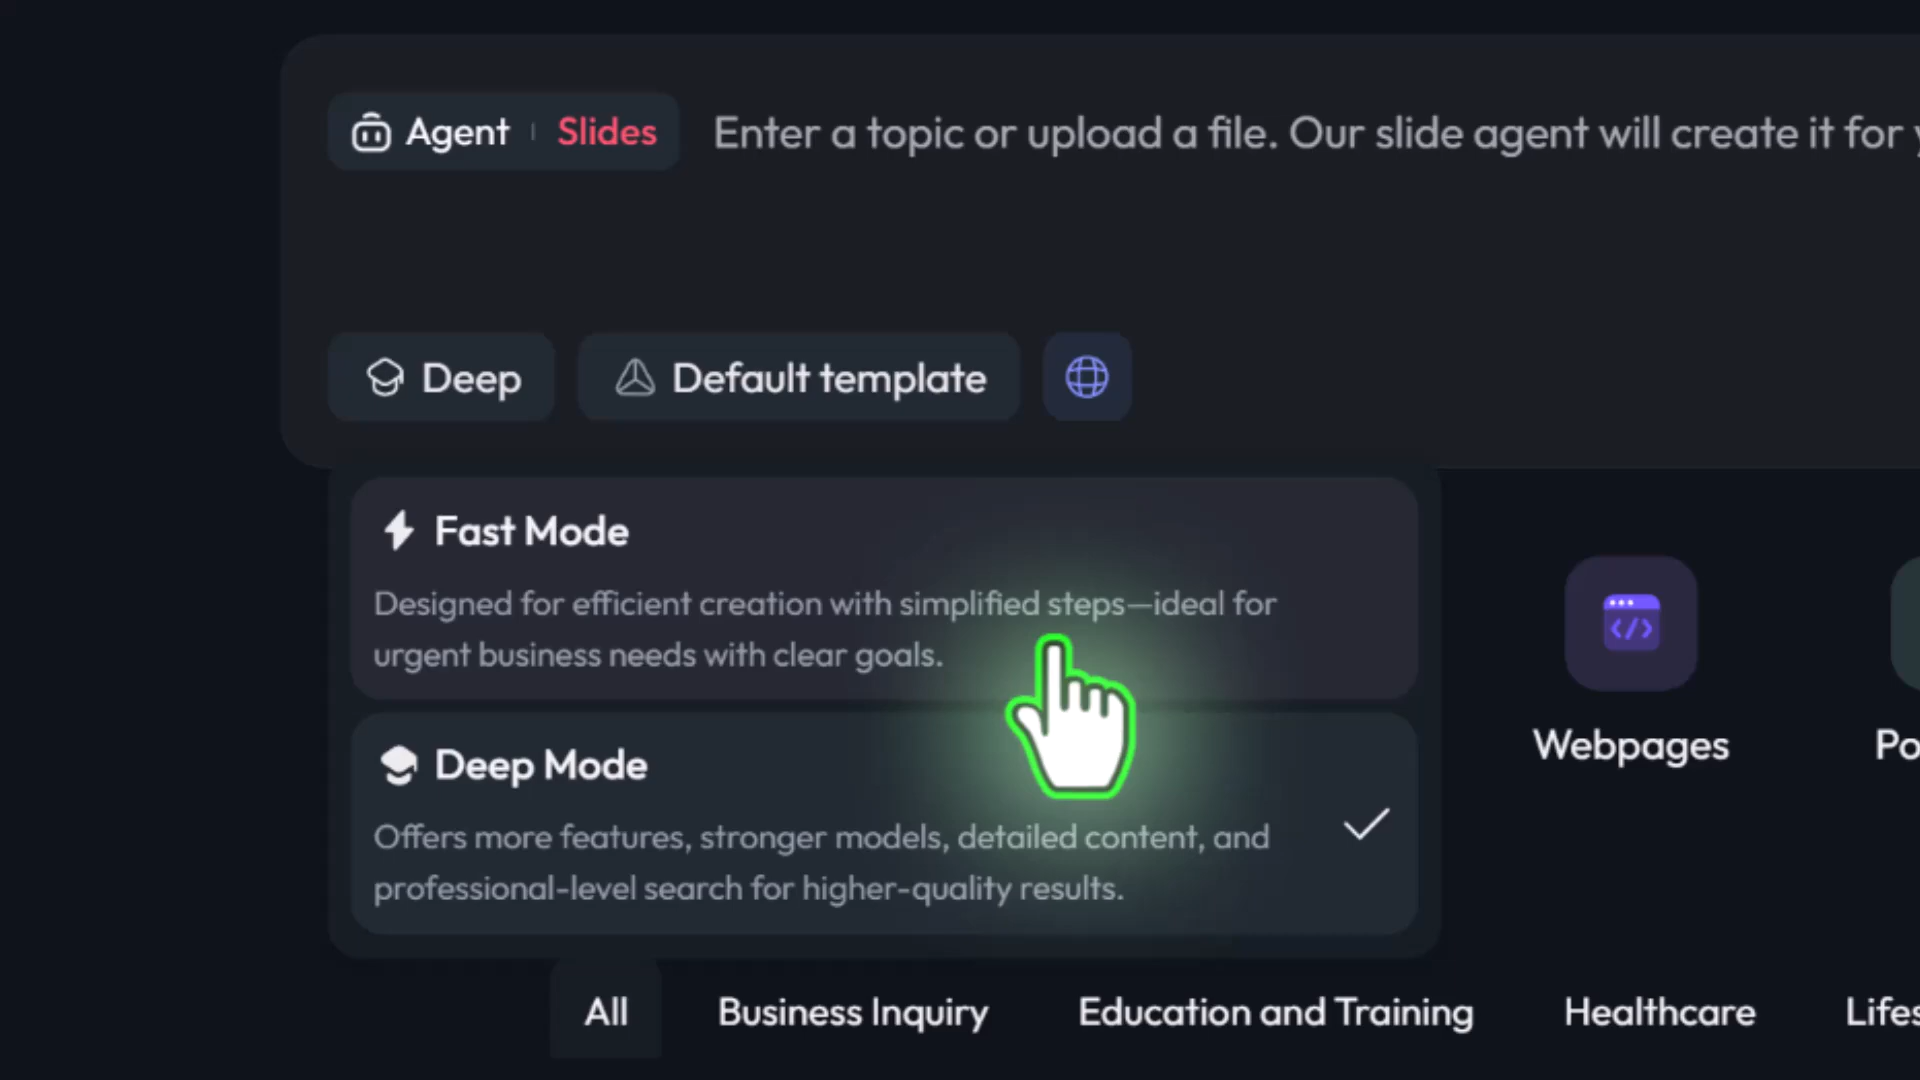 Agent | Slides Enter a topic or upload a file. Our slide agent will create it for
Deep Default template
Fast Mode
Designed for efficient creation with simplified steps—ideal for
urgent business needs with clear goals.
Deep Mode
Offers more features, stronger models, detailed content, and
professional-level search for higher-quality results.
Webpages
All Business Inquiry Education and Training Healthcare